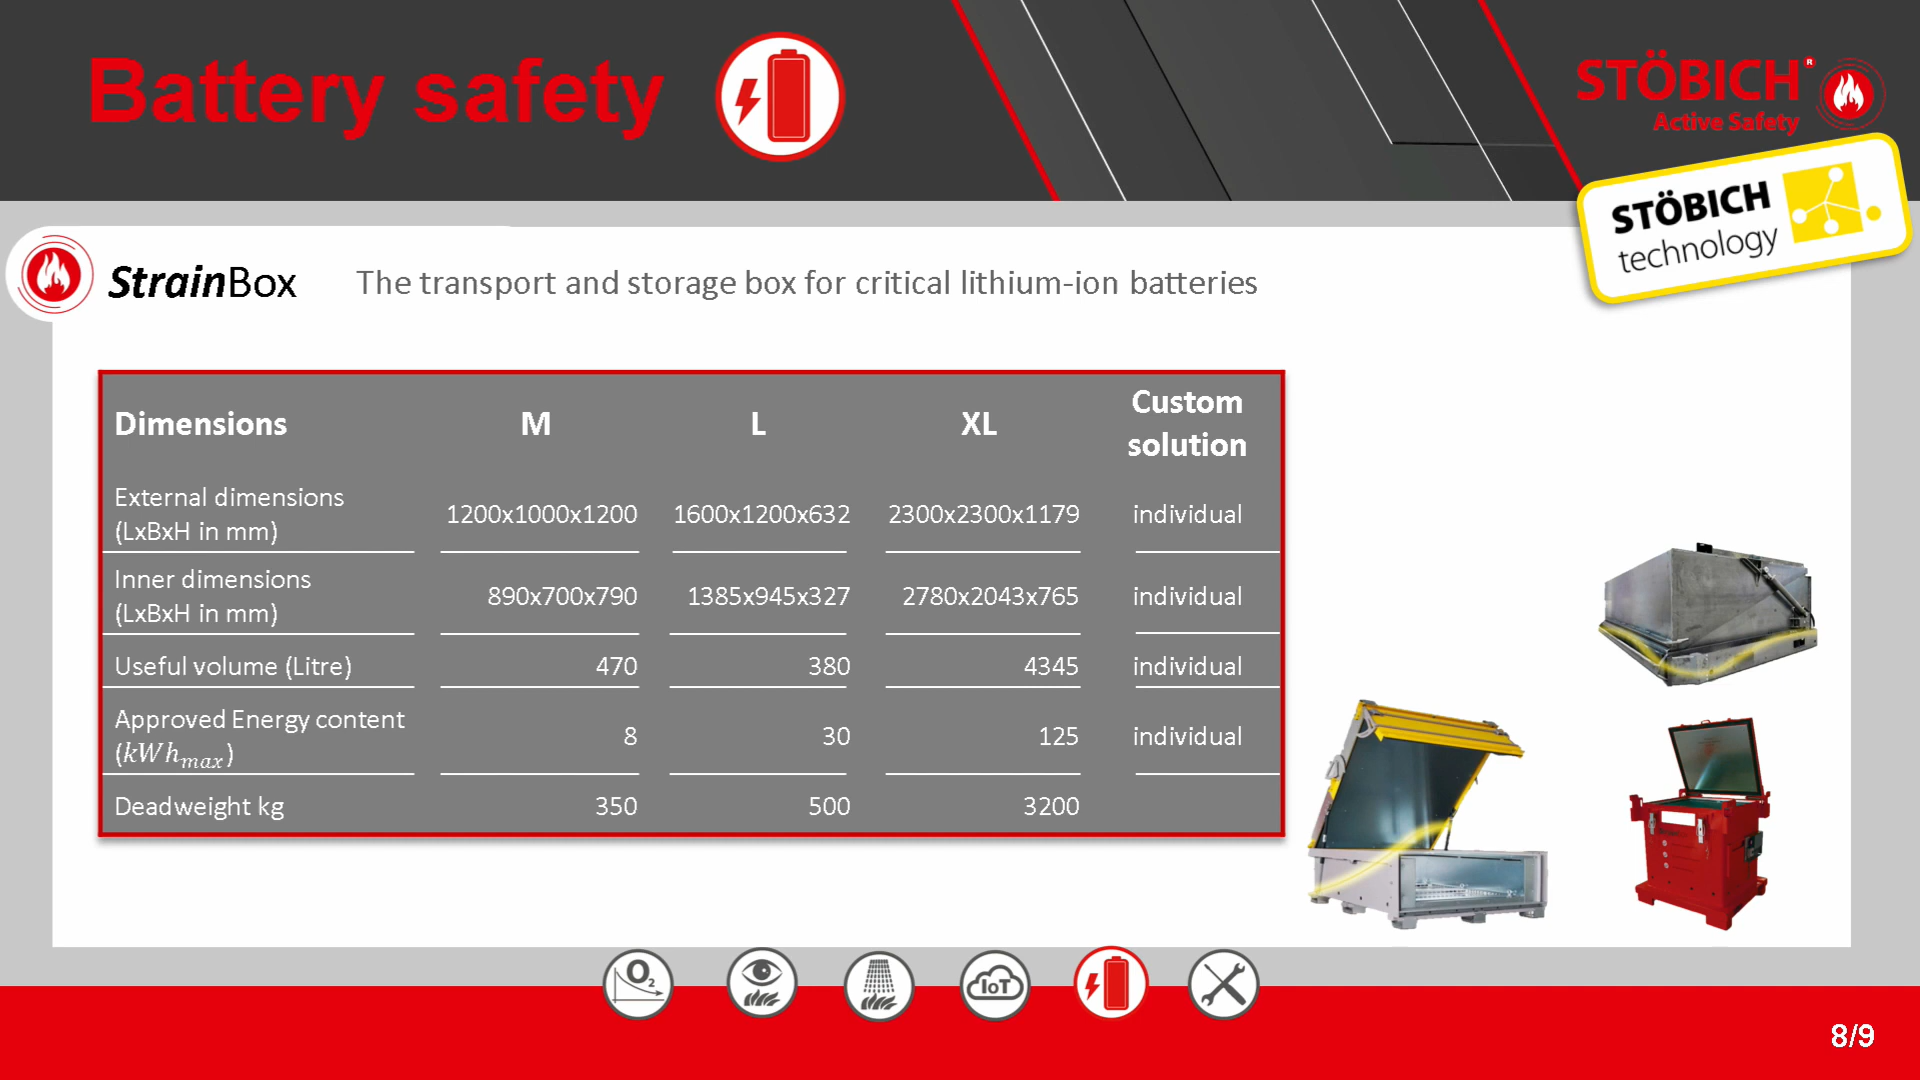 Battery safety
STÖBICH®
Active Safety
STÖBICH
technology
StrainBox
The transport and storage box for critical lithium-ion batteries
Dimensions M L XL Custom solution
External dimensions (LxBxH in mm) 1200x1000x1200 1600x1200x632 2300x2300x1179 individual
Inner dimensions (LxBxH in mm) 890x700x790 1385x945x327 2780x2043x765 individual
Useful volume (Litre) 470 380 4345 individual
Approved Energy content (kWh_max) 8 30 125 individual
Deadweight kg 350 500 3200
O2
IoT
8/9